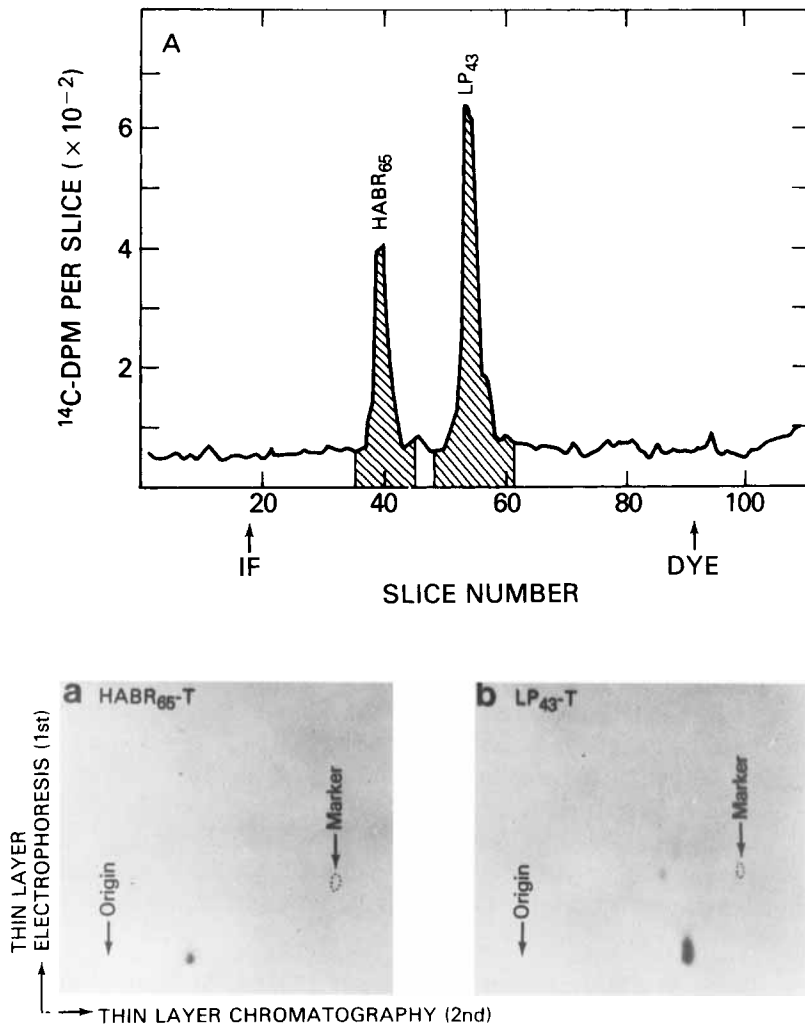 A
HABR65
LP43
14C-DPM PER SLICE (× 10−2)
6
4
2
20
40
60
80
100
IF
DYE
SLICE NUMBER
a HABR65-T
Marker
Origin
b LP43-T
Marker
Origin
THIN LAYER
ELECTROPHORESIS (1st)
THIN LAYER CHROMATOGRAPHY (2nd)